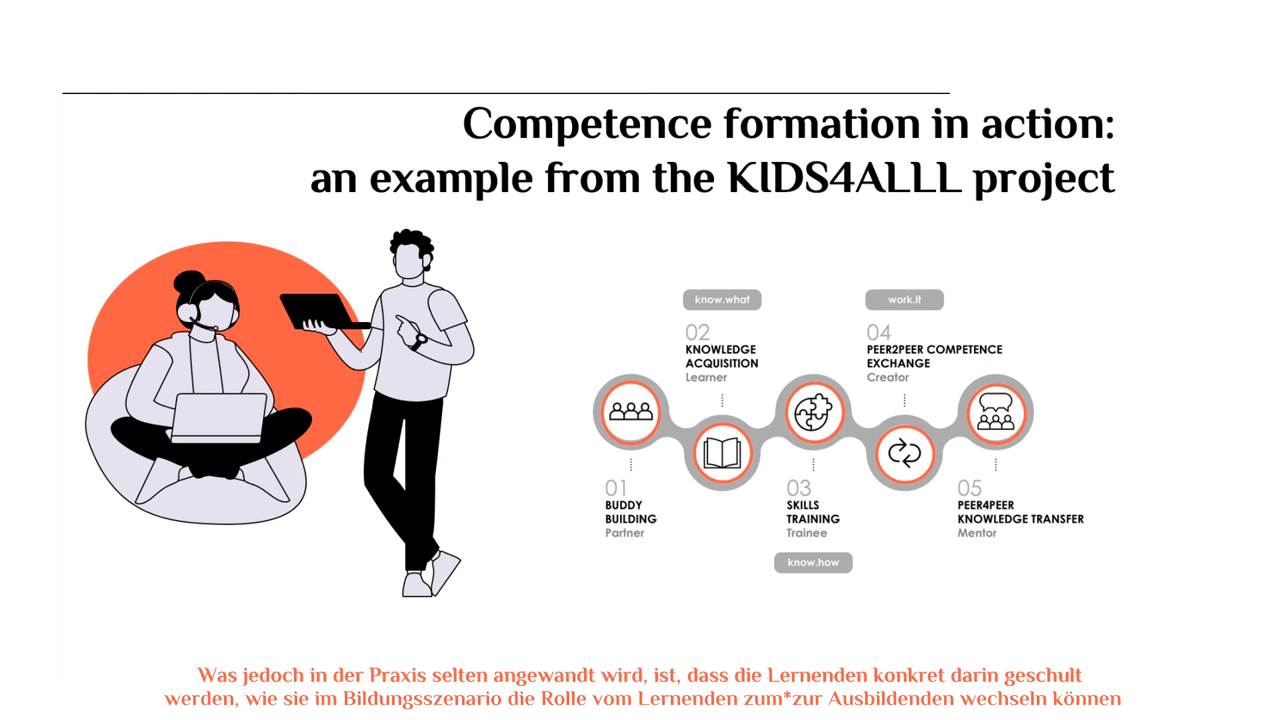 Competence formation in action:
an example from the KIDS4ALLL project
know.what
02
KNOWLEDGE
ACQUISITION
Learner
work.it
04
PEER2PEER COMPETENCE
EXCHANGE
Creator
01
BUDDY
BUILDING
Partner
03
SKILLS
TRAINING
Trainee
know.how
05
PEER4PEER
KNOWLEDGE TRANSFER
Mentor
Was jedoch in der Praxis selten angewandt wird, ist, dass die Lernenden konkret darin geschult
werden, wie sie im Bildungsszenario die Rolle vom Lernenden zum*zur Ausbildenden wechseln können